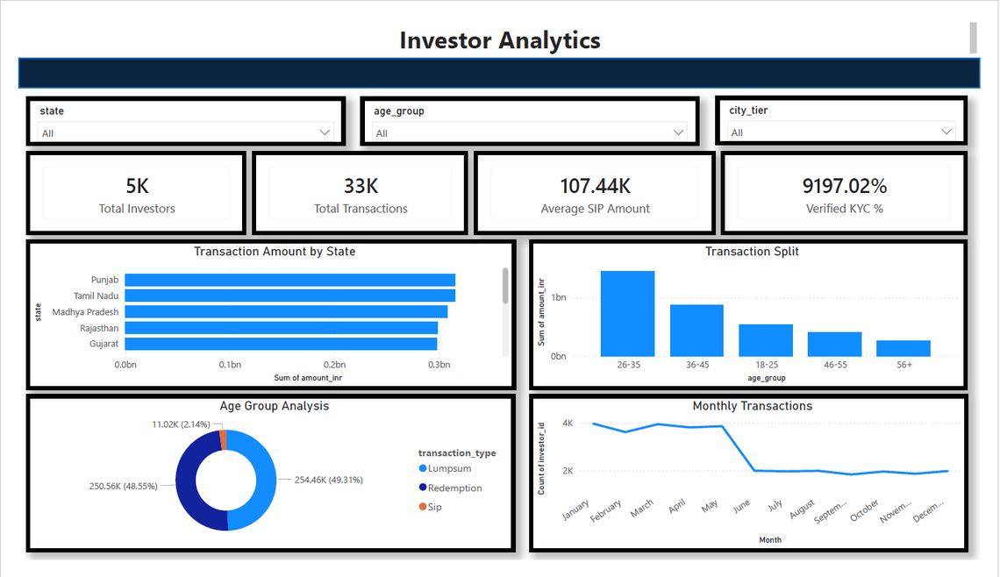 Investor Analytics
state
All
age_group
All
city_tier
All
5K
Total Investors
33K
Total Transactions
107.44K
Average SIP Amount
9197.02%
Verified KYC %
Transaction Amount by State
state
Punjab
Tamil Nadu
Madhya Pradesh
Rajasthan
Gujarat
0.0bn 0.1bn 0.2bn 0.3bn
Sum of amount_inr
Transaction Split
Sum of amount_inr
1bn
0bn
26-35 36-45 18-25 46-55 56+
age_group
Age Group Analysis
11.02K (2.14%)
250.56K (48.55%)
254.46K (49.31%)
transaction_type
Lumpsum
Redemption
Sip
Monthly Transactions
Count of investor_id
4K
2K
January February March April May June July August Septem... October Novem... Decem...
Month